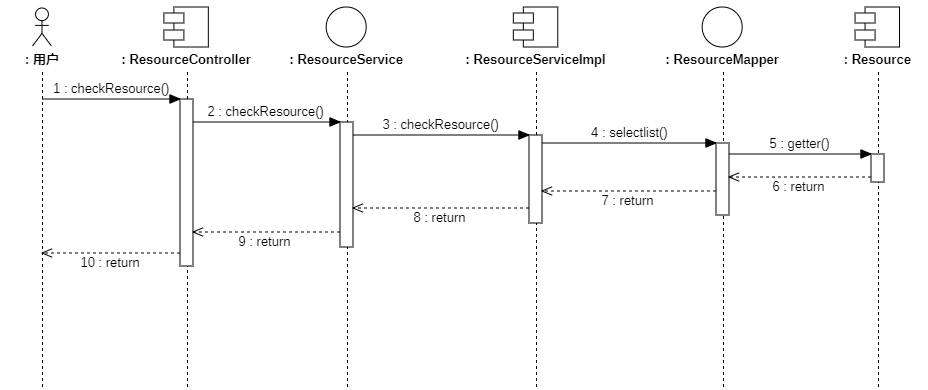 : 用户
: ResourceController
: ResourceService
: ResourceServiceImpl
: ResourceMapper
: Resource
1 : checkResource()
2 : checkResource()
3 : checkResource()
4 : selectlist()
5 : getter()
6 : return
7 : return
8 : return
9 : return
10 : return